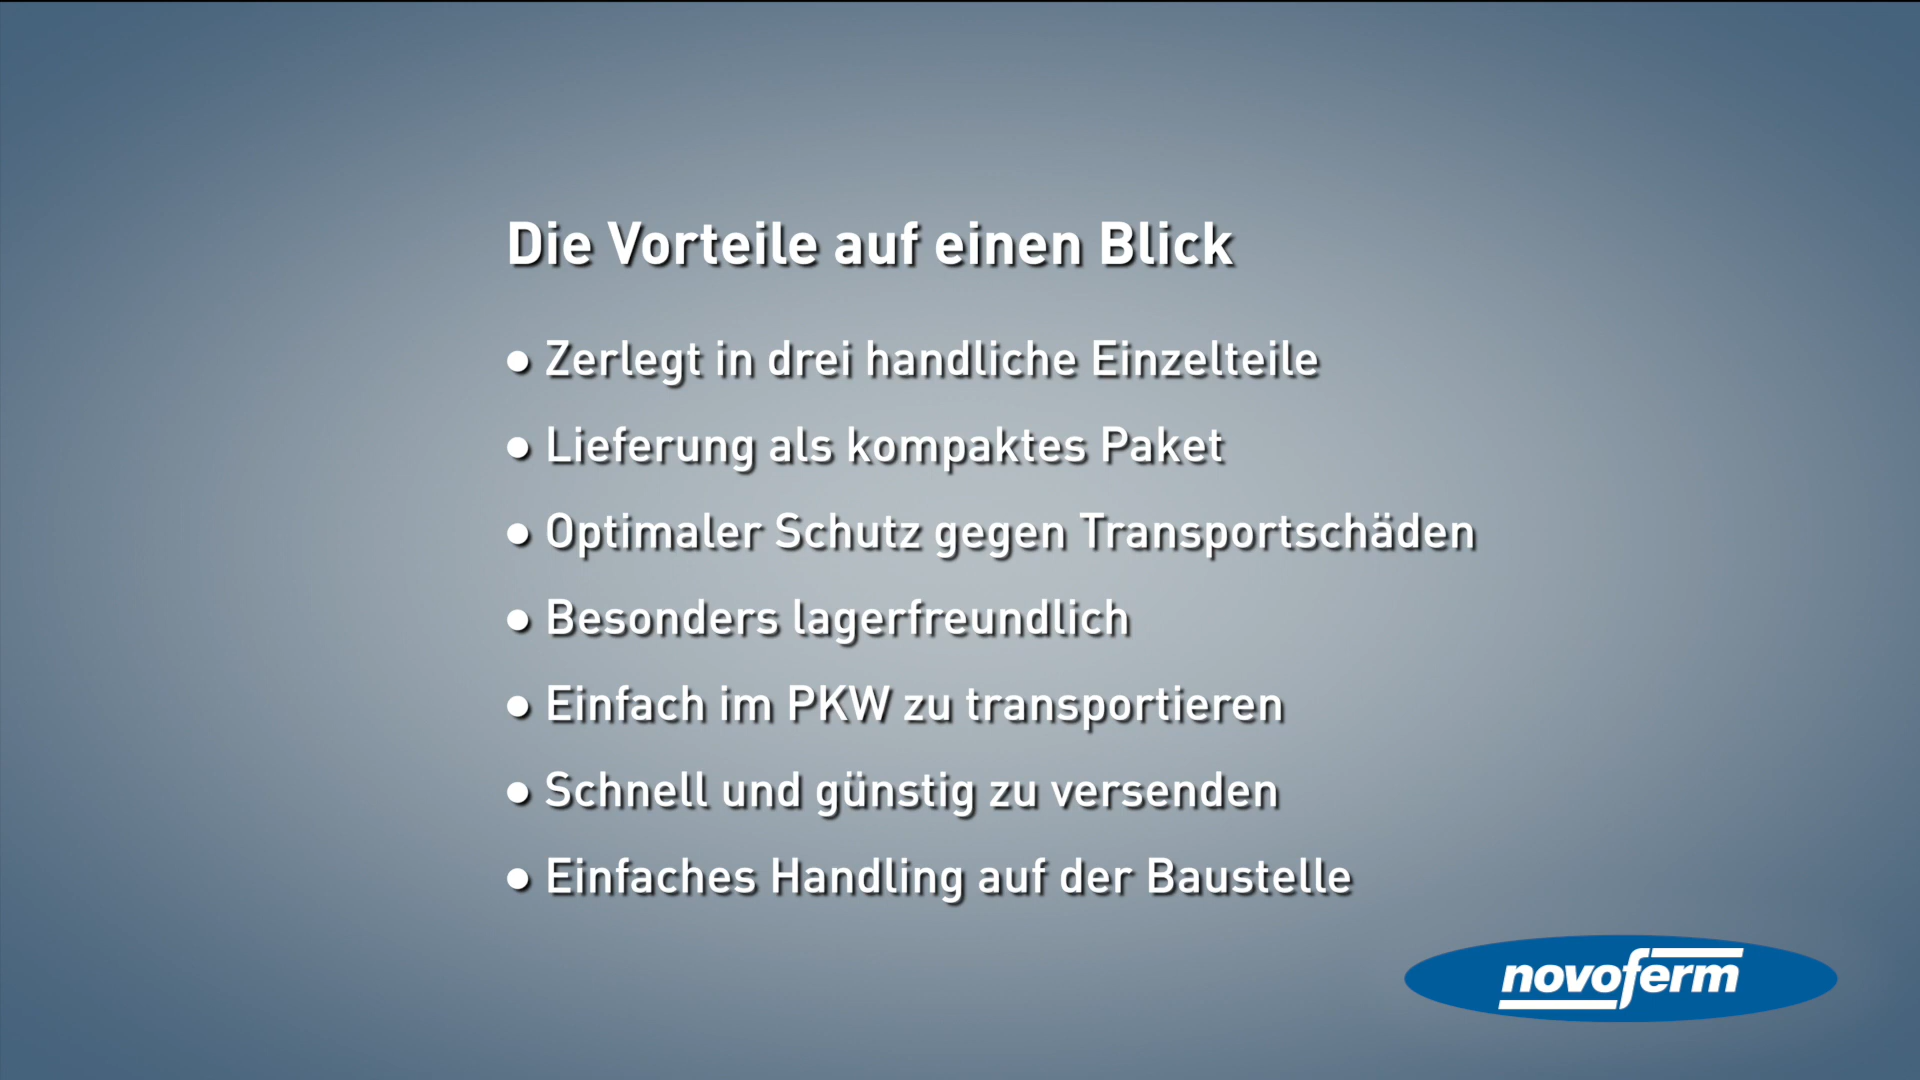 Die Vorteile auf einen Blick
● Zerlegt in drei handliche Einzelteile
● Lieferung als kompaktes Paket
● Optimaler Schutz gegen Transportschäden
● Besonders lagerfreundlich
● Einfach im PKW zu transportieren
● Schnell und günstig zu versenden
● Einfaches Handling auf der Baustelle
novoferm